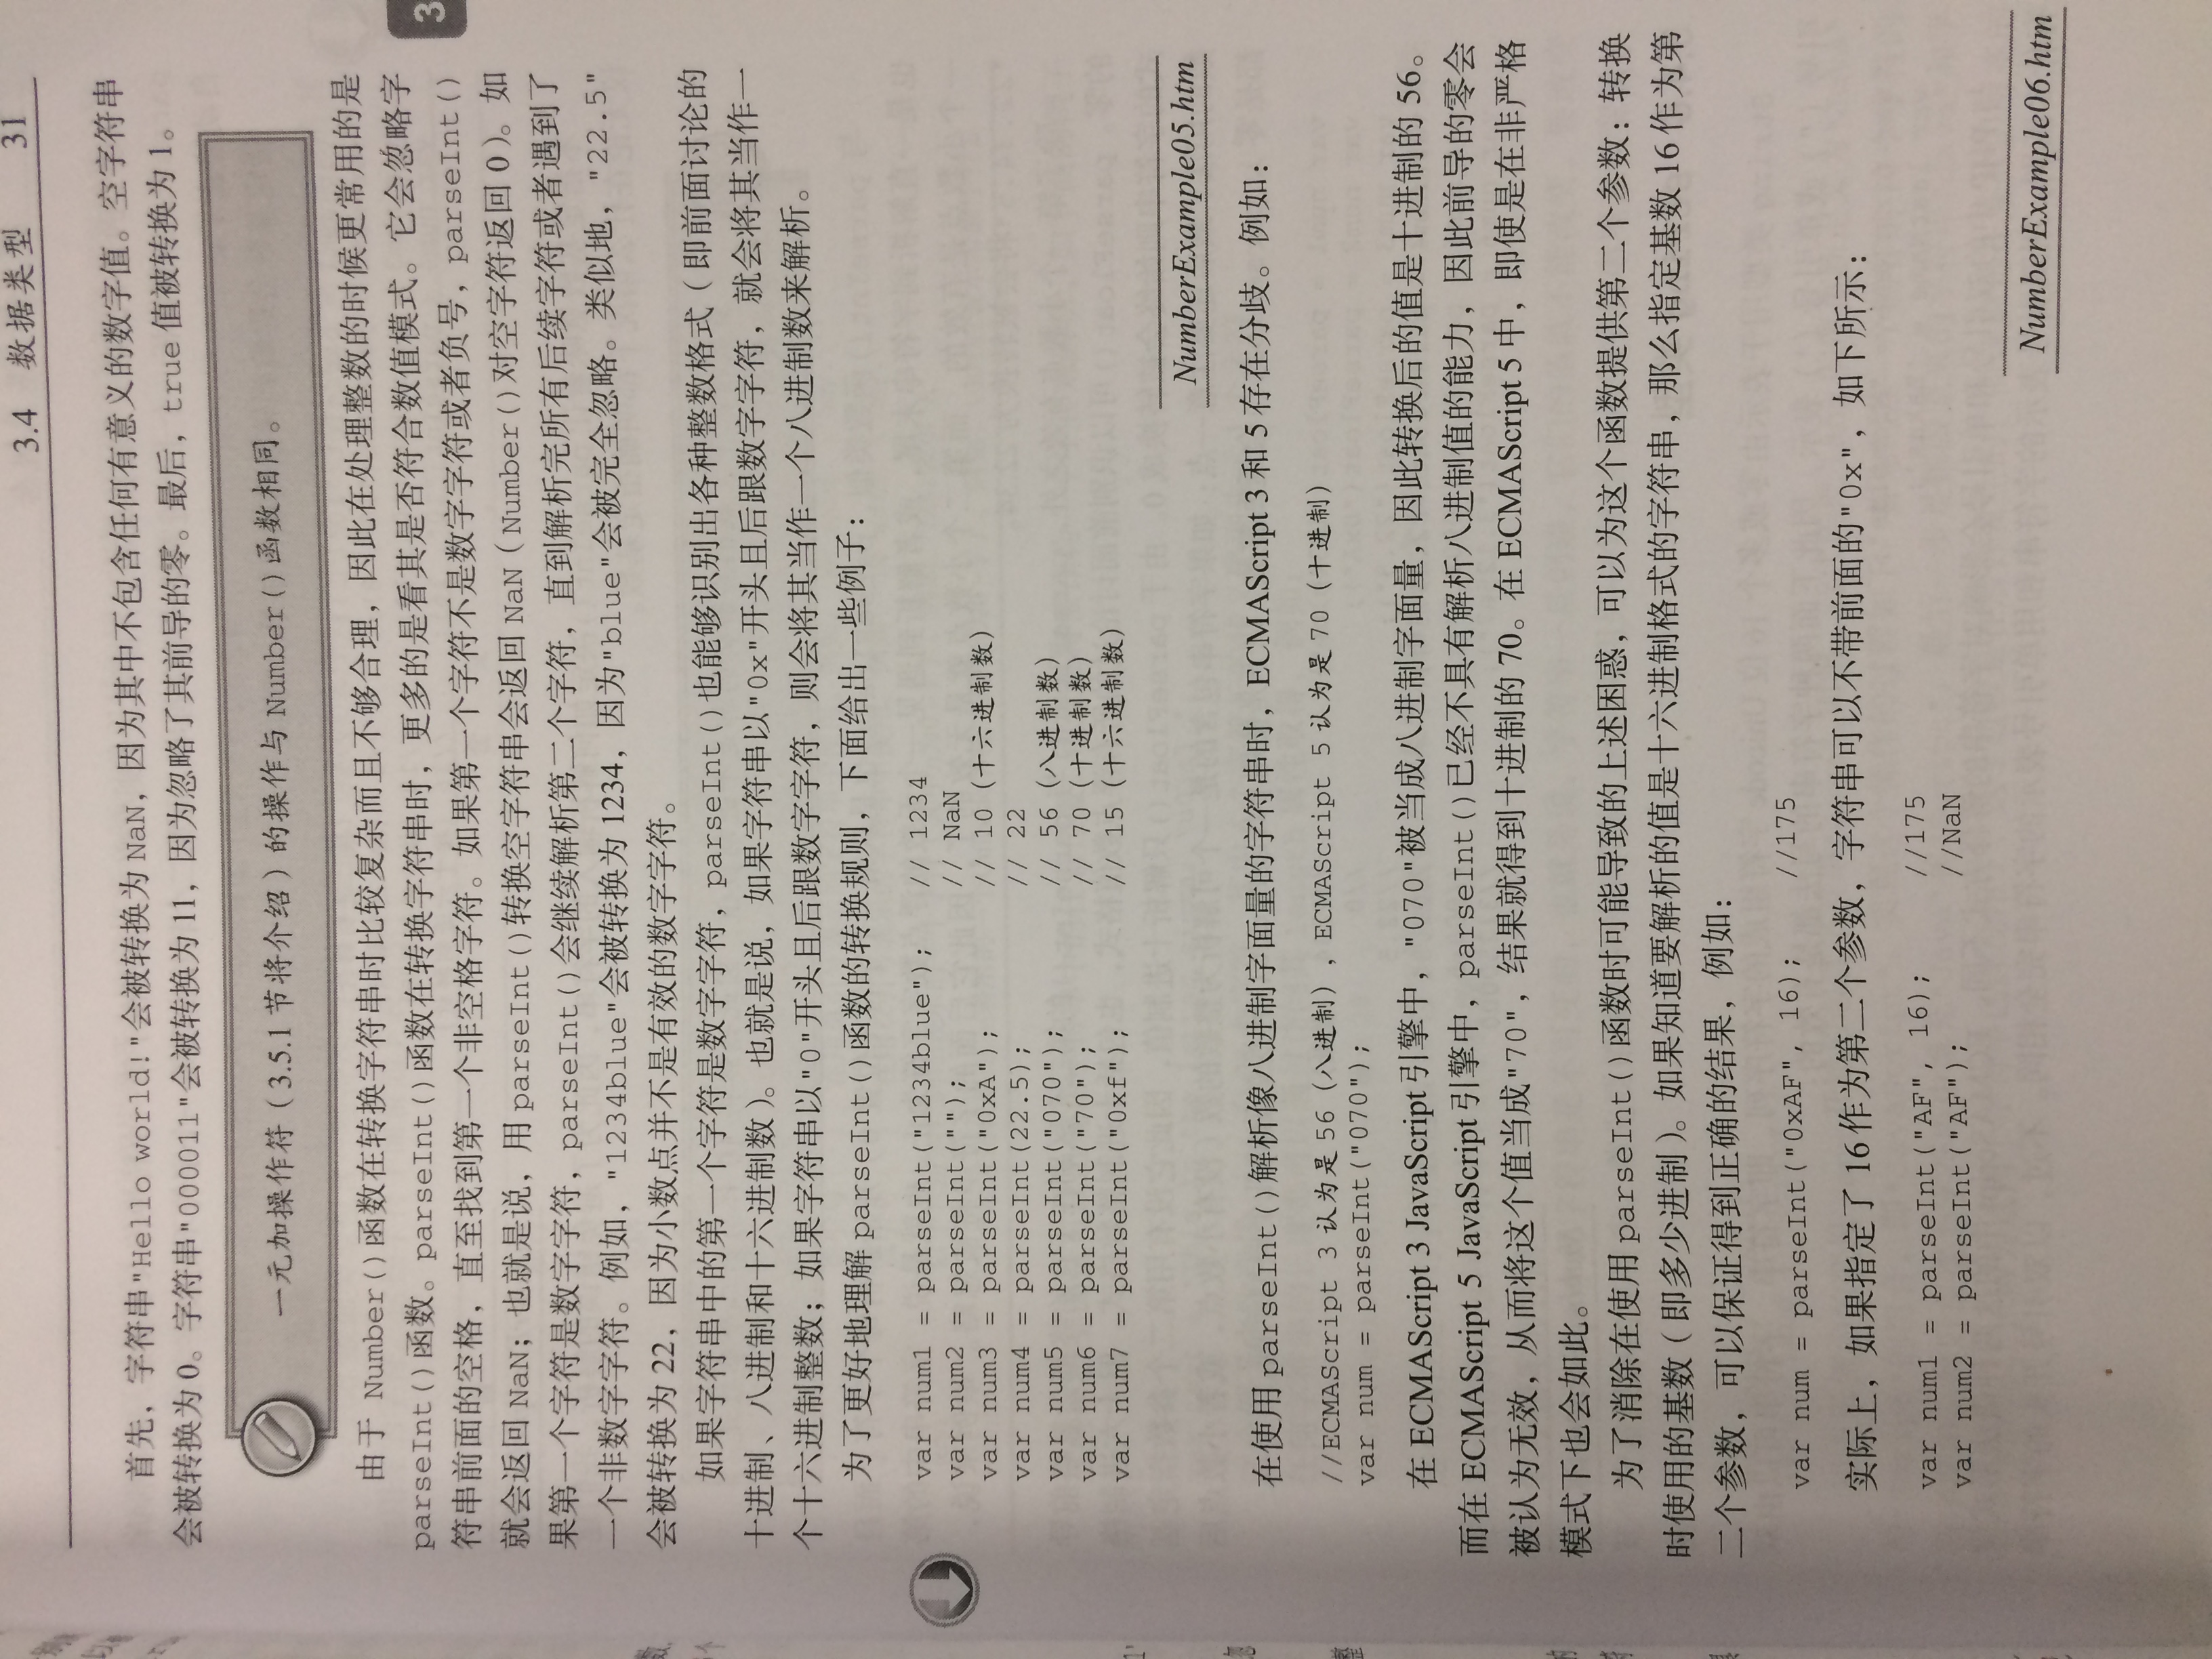 3.4 数据类型 31
首先，字符串"Hello world!"会被转换为 NaN，因为其中不包含任何有意义的数字值。空字符串
会被转换为 0。字符串"000011"会被转换为 11，因为忽略了其前导的零。最后，true 值被转换为 1。
一元加操作符（3.5.1 节将介绍）的操作与 Number()函数相同。
由于 Number()函数在转换字符串时比较复杂而且不够合理，因此在处理整数的时候更常用的是
parseInt()函数。parseInt()函数在转换字符串时，更多的是看其是否符合数值模式。它会忽略字
符串前面的空格，直至找到第一个非空格字符。如果第一个字符不是数字字符或者负号，parseInt()
就会返回 NaN；也就是说，用 parseInt()转换空字符串会返回 NaN（Number()对空字符返回 0）。如
果第一个字符是数字字符，parseInt()会继续解析第二个字符，直到解析完所有后续字符或者遇到了
一个非数字字符。例如，"1234blue"会被转换为 1234，因为"blue"会被完全忽略。类似地，"22.5"
会被转换为 22，因为小数点并不是有效的数字字符。
如果字符串中的第一个字符是数字字符，parseInt()也能够识别出各种整数格式（即前面讨论的
十进制、八进制和十六进制数）。也就是说，如果字符串以"0x"开头且后跟数字字符，就会将其当作一
个十六进制整数；如果字符串以"0"开头且后跟数字字符，则会将其当作一个八进制数来解析。
为了更好地理解 parseInt()函数的转换规则，下面给出一些例子：
var num1 = parseInt("1234blue"); // 1234
var num2 = parseInt(""); // NaN
var num3 = parseInt("0xA"); // 10（十六进制数）
var num4 = parseInt(22.5); // 22
var num5 = parseInt("070"); // 56（八进制数）
var num6 = parseInt("70"); // 70（十进制数）
var num7 = parseInt("0xf"); // 15（十六进制数）
NumberExample05.htm
在使用 parseInt()解析像八进制字面量的字符串时，ECMAScript 3 和 5 存在分歧。例如：
//ECMAScript 3 认为是 56（八进制），ECMAScript 5 认为是 70（十进制）
var num = parseInt("070");
在 ECMAScript 3 JavaScript 引擎中，"070"被当成八进制字面量，因此转换后的值是十进制的 56。
而在 ECMAScript 5 JavaScript 引擎中，parseInt()已经不具有解析八进制值的能力，因此前导的零会
被认为无效，从而将这个值当成"70"，结果就得到十进制的 70。在 ECMAScript 5 中，即使是在非严格
模式下也会如此。
为了消除在使用 parseInt()函数时可能导致的上述困惑，可以为这个函数提供第二个参数：转换
时使用的基数（即多少进制）。如果知道要解析的值是十六进制格式的字符串，那么指定基数 16 作为第
二个参数，可以保证得到正确的结果，例如：
var num = parseInt("0xAF", 16); //175
实际上，如果指定了 16 作为第二个参数，字符串可以不带前面的"0x"，如下所示：
var num1 = parseInt("AF", 16); //175
var num2 = parseInt("AF"); //NaN
NumberExample06.htm
3